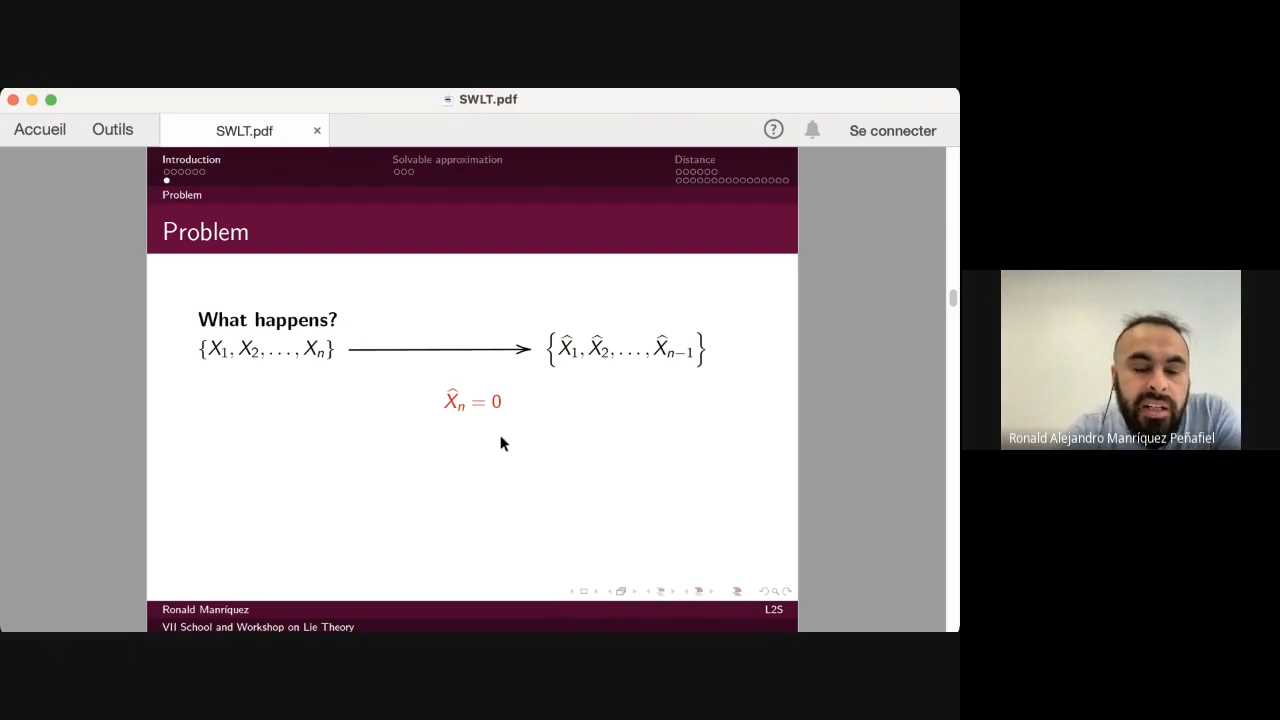 SWLT.pdf
Accueil Outils SWLT.pdf × ? Se connecter
Introduction Solvable approximation Distance
Problem
Problem
What happens?
{X₁, X₂, . . . , Xₙ} ⟶ {X̂₁, X̂₂, . . . , X̂ₙ₋₁}
X̂ₙ = 0
Ronald Alejandro Manríquez Peñafiel
Ronald Manríquez L2S
VII School and Workshop on Lie Theory